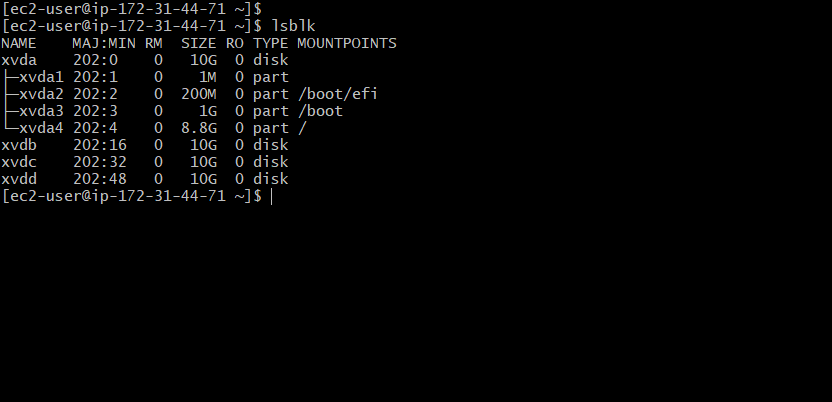 [ec2-user@ip-172-31-44-71 ~]$
[ec2-user@ip-172-31-44-71 ~]$ lsblk
NAME    MAJ:MIN RM  SIZE RO TYPE MOUNTPOINTS
xvda    202:0    0   10G  0 disk
├─xvda1 202:1    0    1M  0 part
├─xvda2 202:2    0  200M  0 part /boot/efi
├─xvda3 202:3    0    1G  0 part /boot
└─xvda4 202:4    0  8.8G  0 part /
xvdb    202:16   0   10G  0 disk
xvdc    202:32   0   10G  0 disk
xvdd    202:48   0   10G  0 disk
[ec2-user@ip-172-31-44-71 ~]$